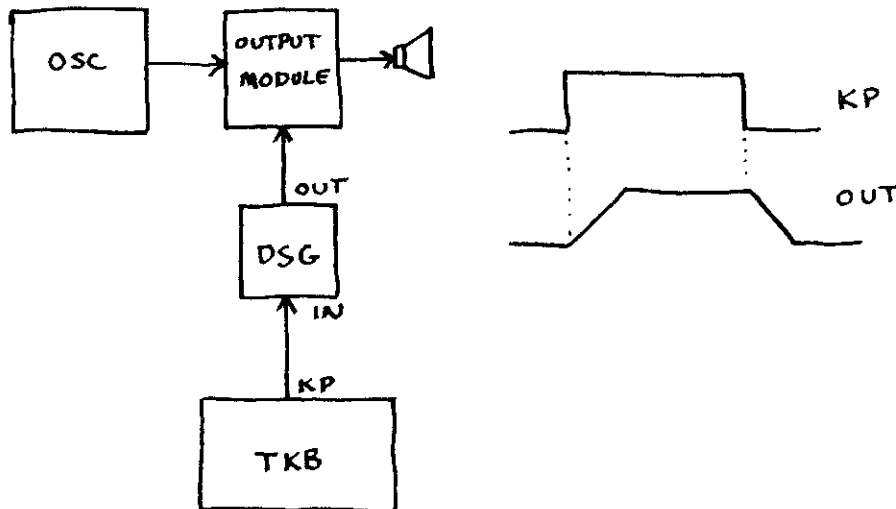 OSC
OUTPUT
MODULE
KP
OUT
OUT
DSG
IN
KP
TKB